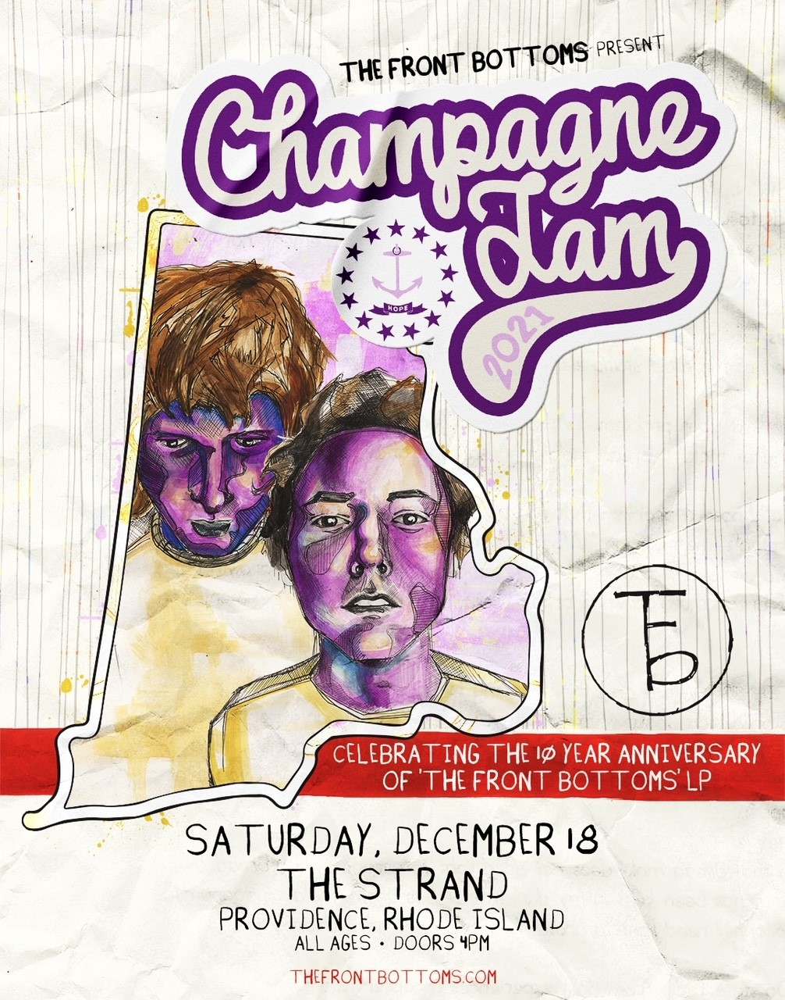 THE FRONT BOTTOMS PRESENT
Champagne
Jam
2021
HOPE
TFB
CELEBRATING THE 10 YEAR ANNIVERSARY
OF 'THE FRONT BOTTOMS' LP
SATURDAY, DECEMBER 18
THE STRAND
PROVIDENCE, RHODE ISLAND
ALL AGES • DOORS 4PM
THEFRONTBOTTOMS.COM